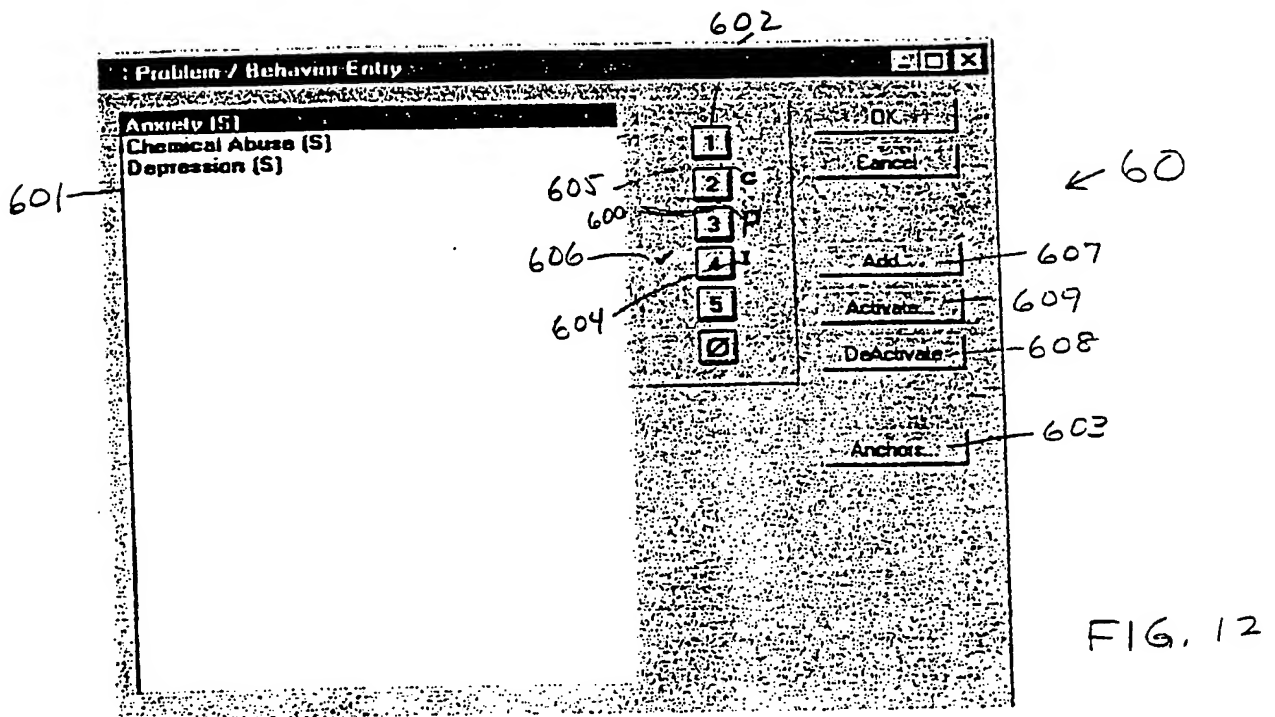 602
: Problem / Behavior Entry
Anxiety (S)
Chemical Abuse (S)
Depression (S)
601
1
605
2 C
600
3 P
606 ✓
4 I
604
5
Ø
OK
Cancel
60
Add...
607
Activate...
609
DeActivate
608
Anchors...
603
FIG. 12